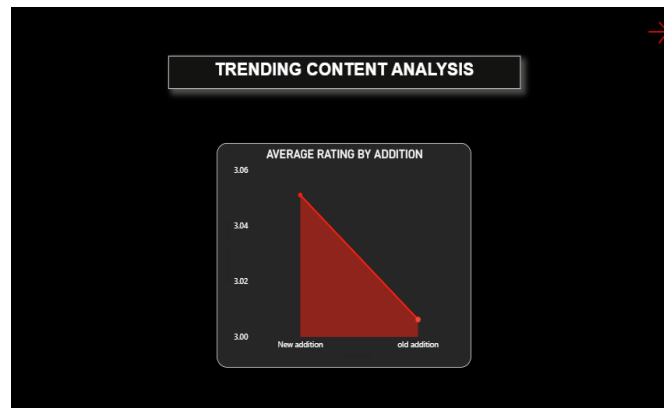 TRENDING CONTENT ANALYSIS
AVERAGE RATING BY ADDITION
3.06
3.04
3.02
3.00
New addition
old addition